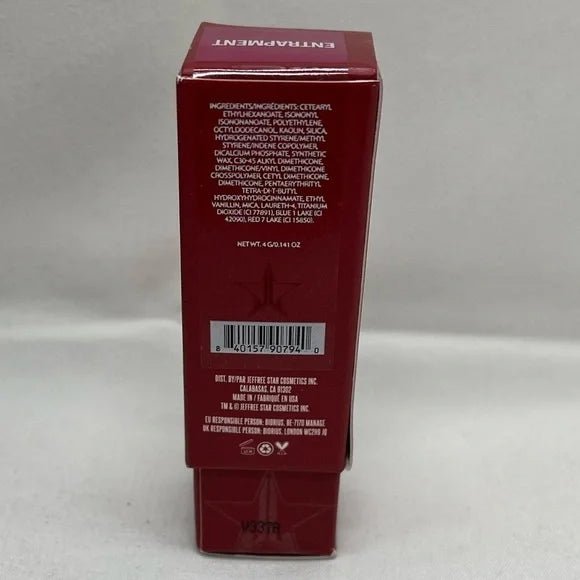 ENTRAPMENT
INGREDIENTS/INGRÉDIENTS: CETEARYL
ETHYLHEXANOATE, ISONONYL
ISONONANOATE, POLYETHYLENE,
OCTYLDODECANOL, KAOLIN, SILICA,
HYDROGENATED STYRENE/METHYL
STYRENE/INDENE COPOLYMER,
DICALCIUM PHOSPHATE, SYNTHETIC
WAX, C30-45 ALKYL DIMETHICONE,
DIMETHICONE/VINYL DIMETHICONE
CROSSPOLYMER, CETYL DIMETHICONE,
DIMETHICONE, PENTAERYTHRITYL
TETRA-DI-T-BUTYL
HYDROXYHYDROCINNAMATE, ETHYL
VANILLIN, MICA, LAURETH-4, TITANIUM
DIOXIDE (CI 77891), BLUE 1 LAKE (CI
42090), RED 7 LAKE (CI 15850).
NET WT. 4 G/0.141 OZ
8 40157 90794 0
DIST. BY/PAR JEFFREE STAR COSMETICS INC.
CALABASAS, CA 91302
MADE IN / FABRIQUÉ EN USA
TM & © JEFFREE STAR COSMETICS INC.
EU RESPONSIBLE PERSON: BIORIUS, BE-7170 MANAGE
UK RESPONSIBLE PERSON: BIORIUS, LONDON WC2H9 JQ